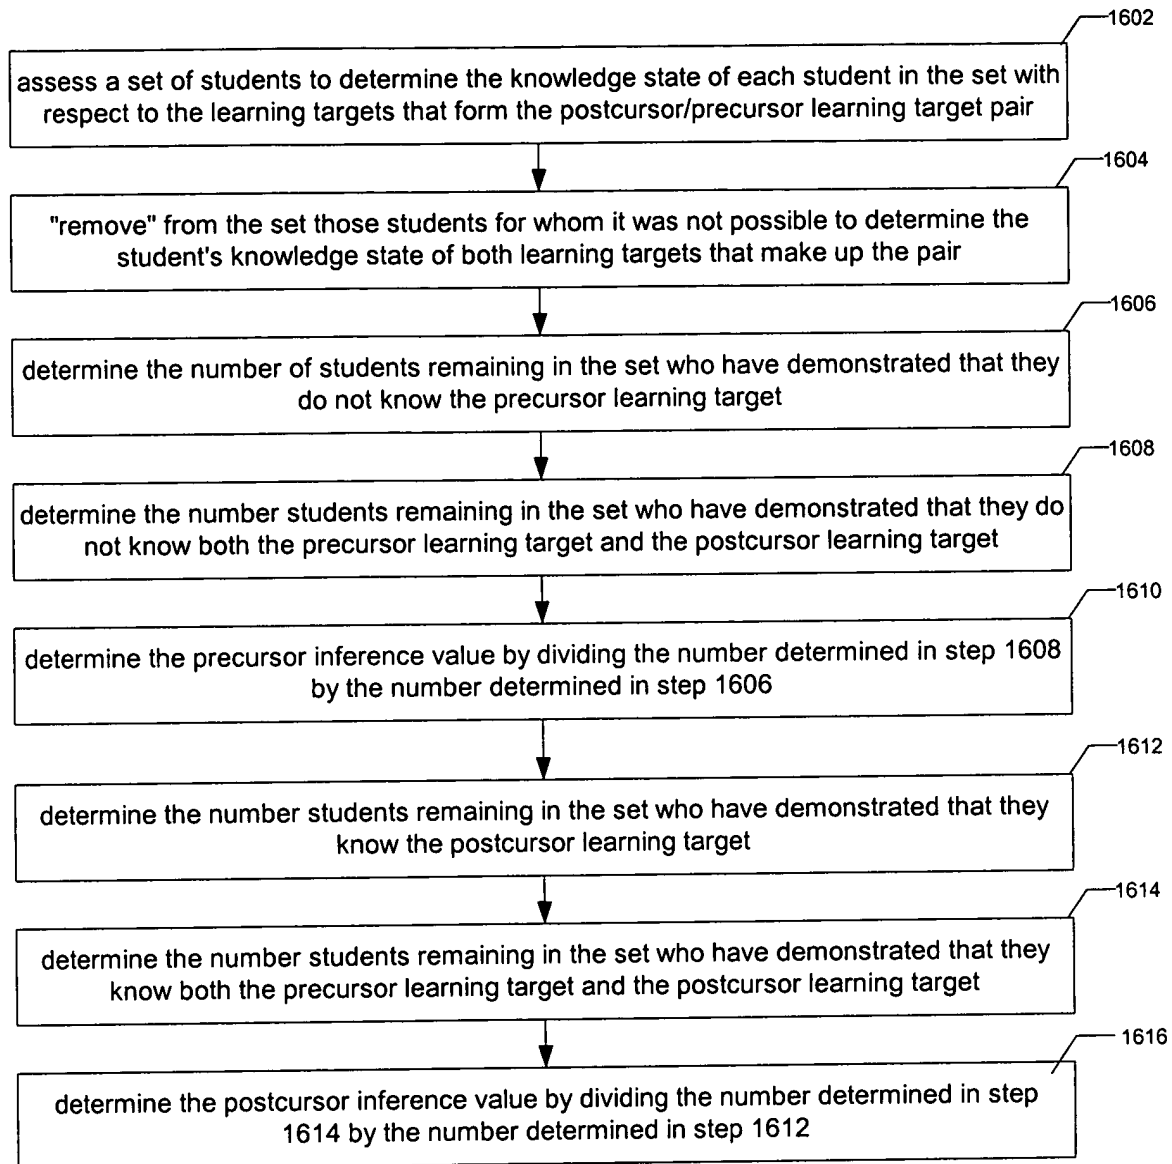 1602
assess a set of students to determine the knowledge state of each student in the set with
respect to the learning targets that form the postcursor/precursor learning target pair
1604
"remove" from the set those students for whom it was not possible to determine the
student's knowledge state of both learning targets that make up the pair
1606
determine the number of students remaining in the set who have demonstrated that they
do not know the precursor learning target
1608
determine the number students remaining in the set who have demonstrated that they do
not know both the precursor learning target and the postcursor learning target
1610
determine the precursor inference value by dividing the number determined in step 1608
by the number determined in step 1606
1612
determine the number students remaining in the set who have demonstrated that they
know the postcursor learning target
1614
determine the number students remaining in the set who have demonstrated that they
know both the precursor learning target and the postcursor learning target
1616
determine the postcursor inference value by dividing the number determined in step
1614 by the number determined in step 1612